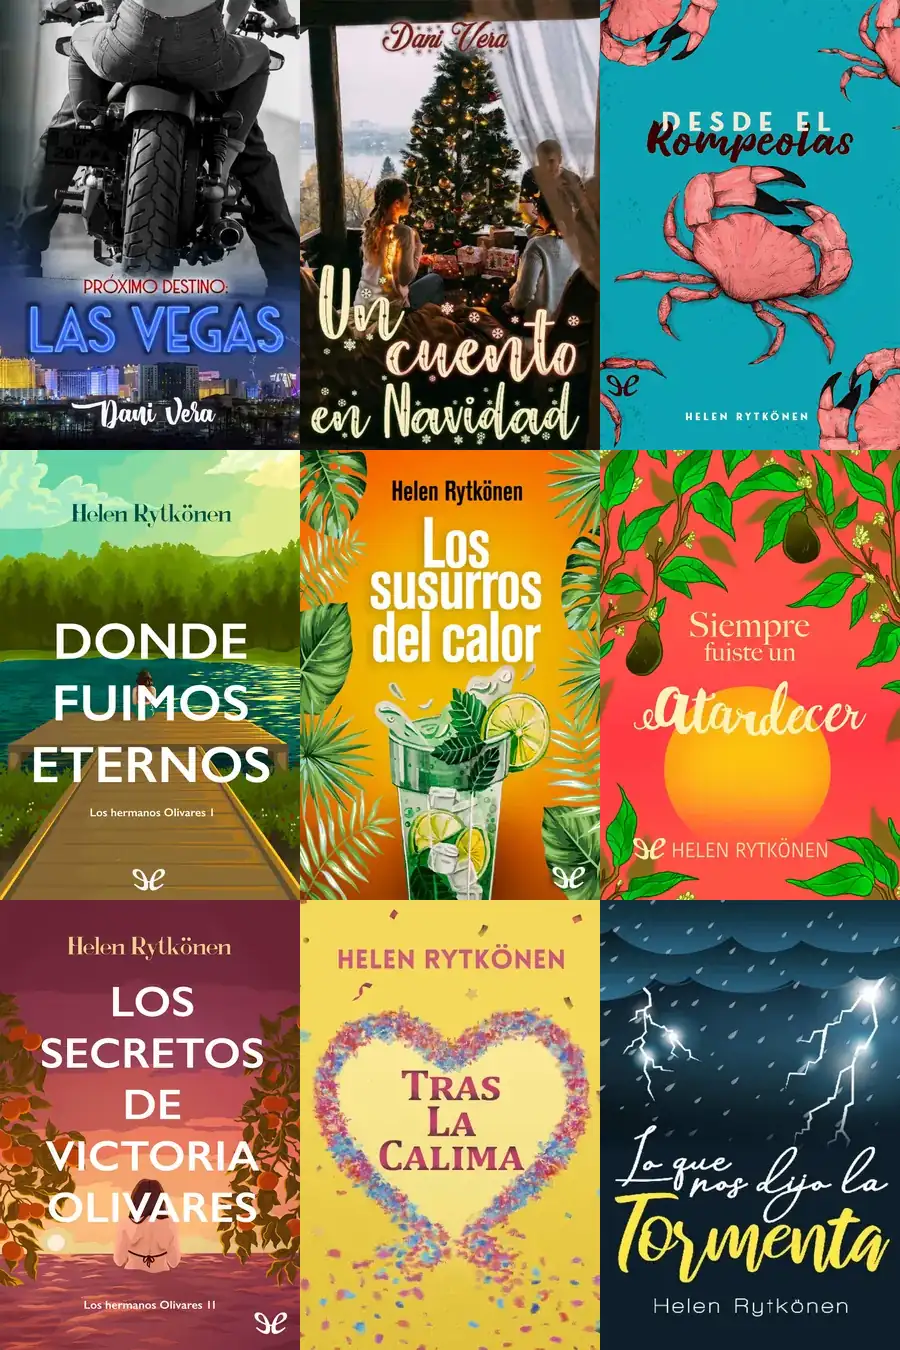 PRÓXIMO DESTINO:
LAS VEGAS
Dani Vera
Dani Vera
Un
cuento
en Navidad
DESDE EL
Rompeolas
HELEN RYTKÖNEN
Helen Rytkönen
DONDE
FUIMOS
ETERNOS
Los hermanos Olivares I
Helen Rytkönen
Los
susurros
del calor
Siempre
fuiste un
atardecer
HELEN RYTKÖNEN
Helen Rytkönen
LOS
SECRETOS
DE
VICTORIA
OLIVARES
Los hermanos Olivares II
HELEN RYTKÖNEN
TRAS
LA
CALIMA
Lo que
nos dijo la
Tormenta
Helen Rytkönen